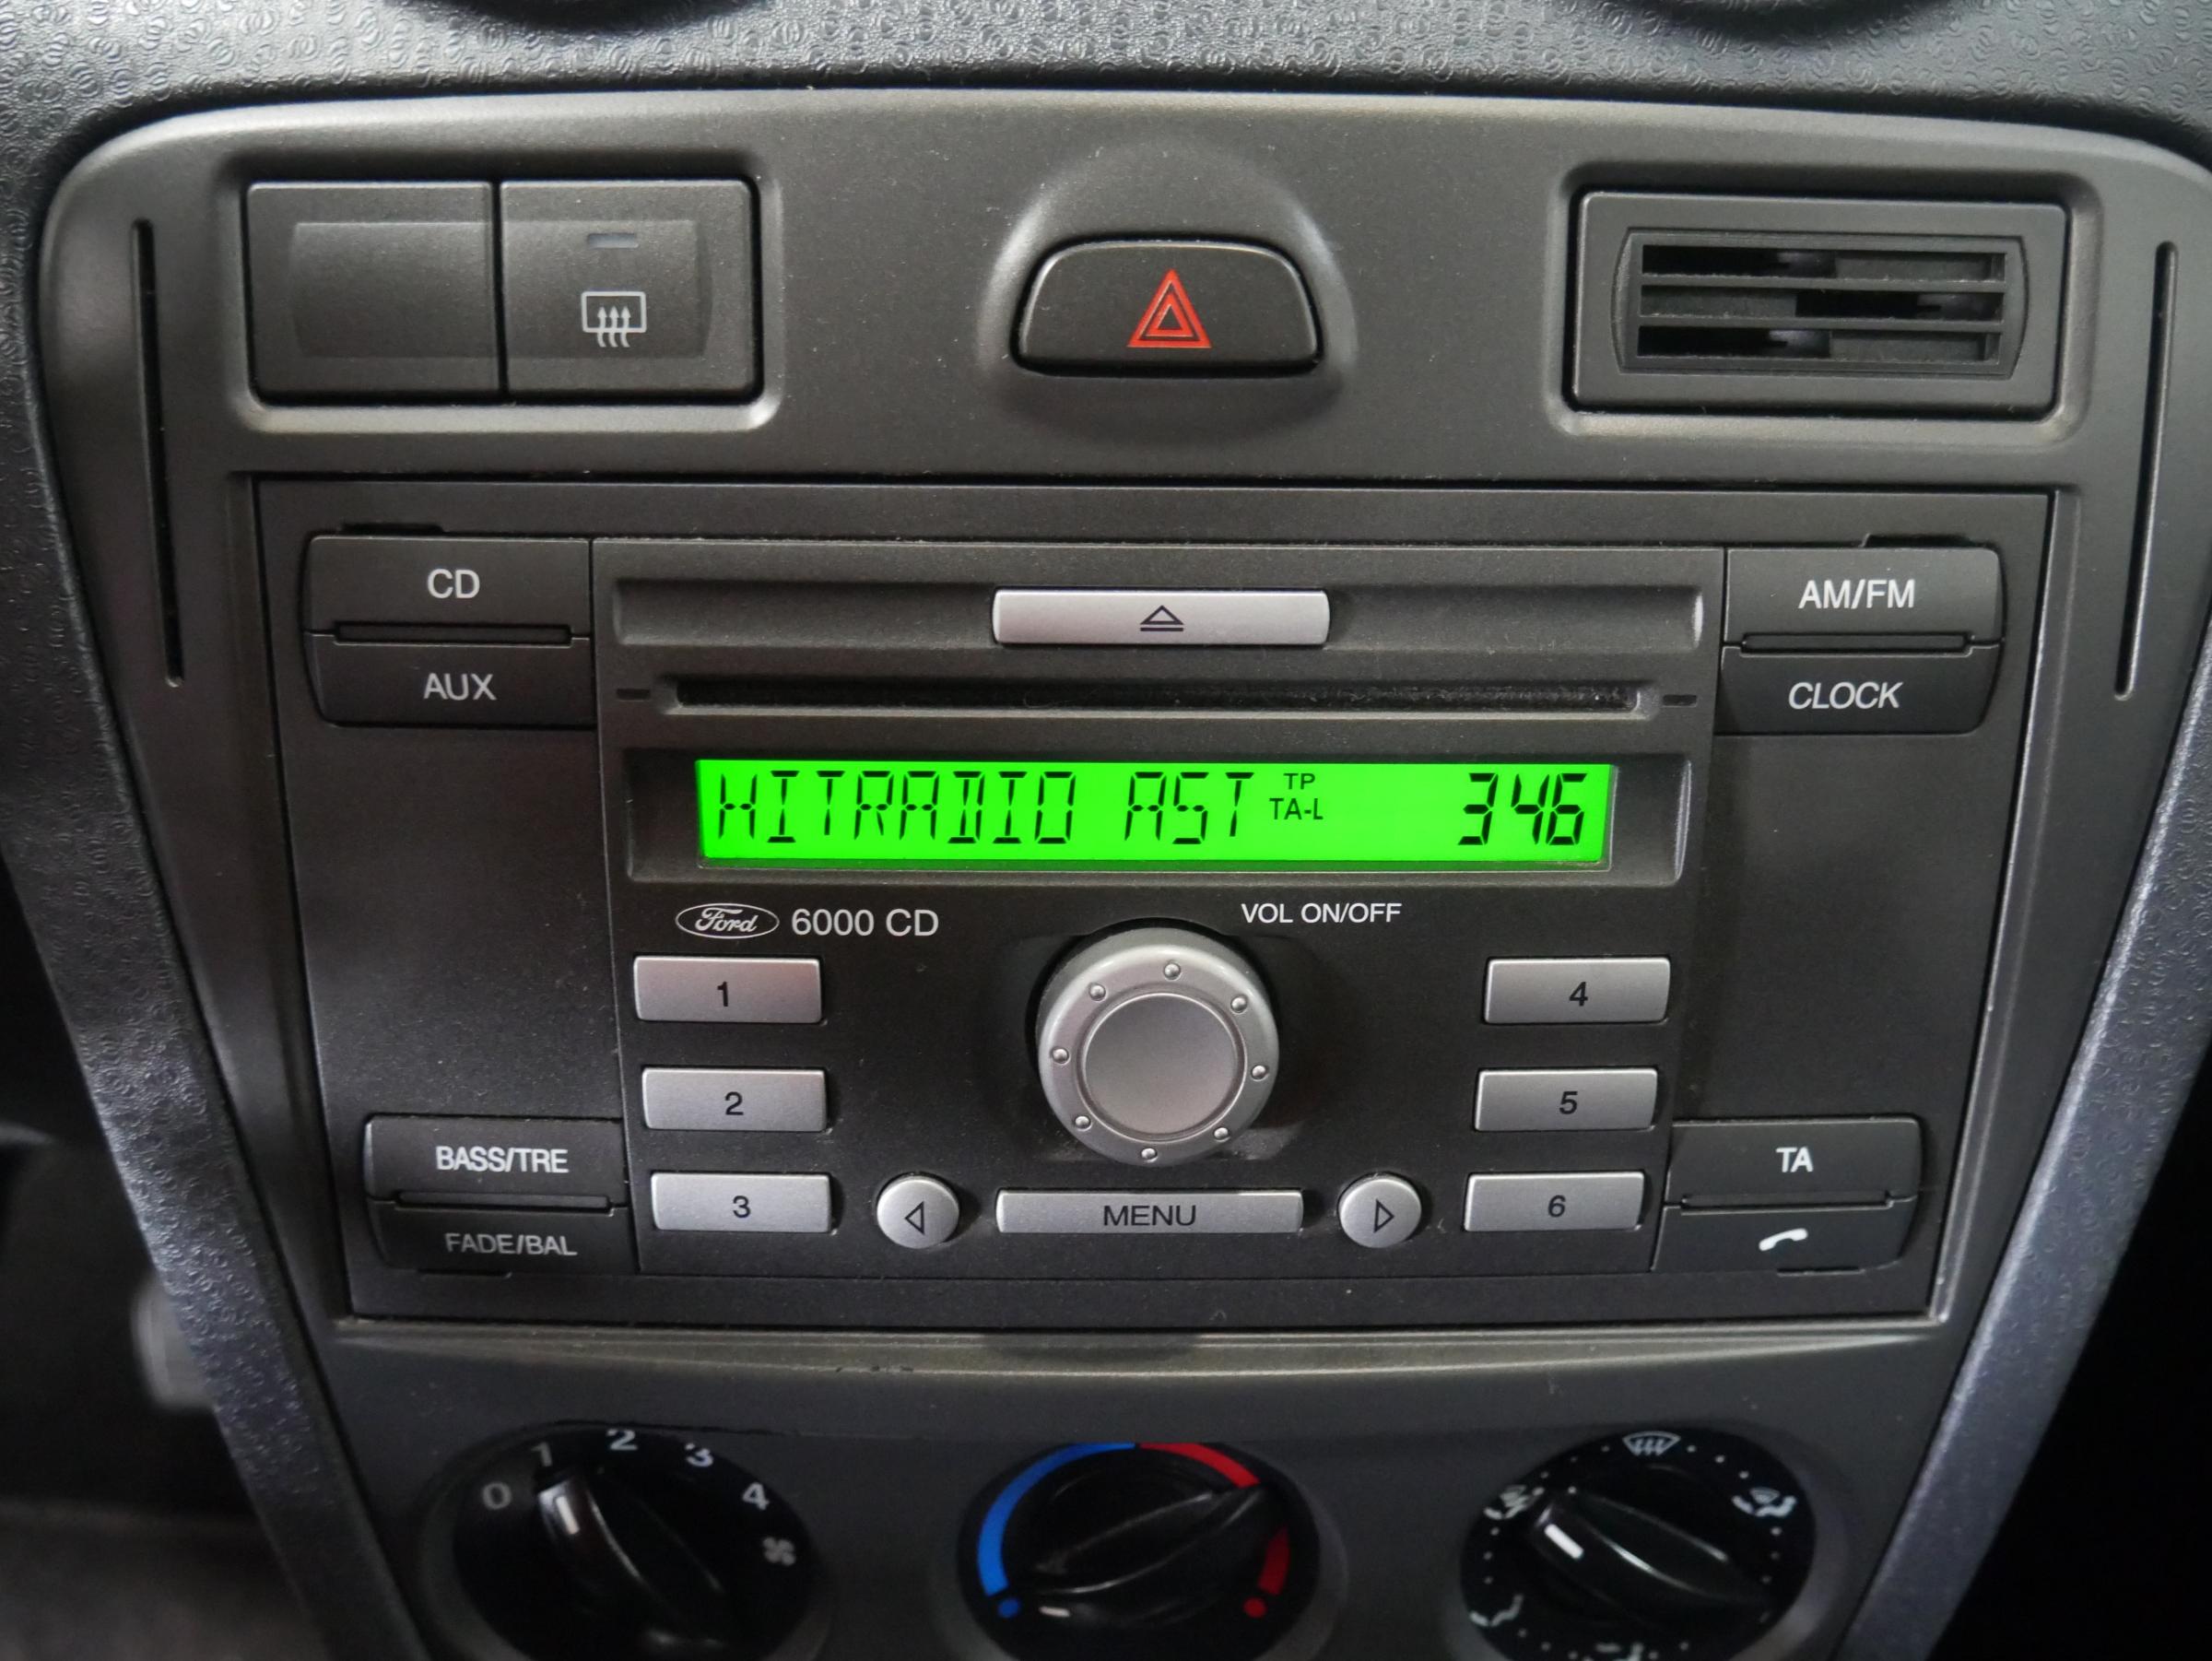 CD
AUX
AM/FM
CLOCK
HITRADIO AST TP TA-L 346
Ford 6000 CD
VOL ON/OFF
1
4
2
5
BASS/TRE
TA
3
MENU
6
FADE/BAL
0 1 2 3 4